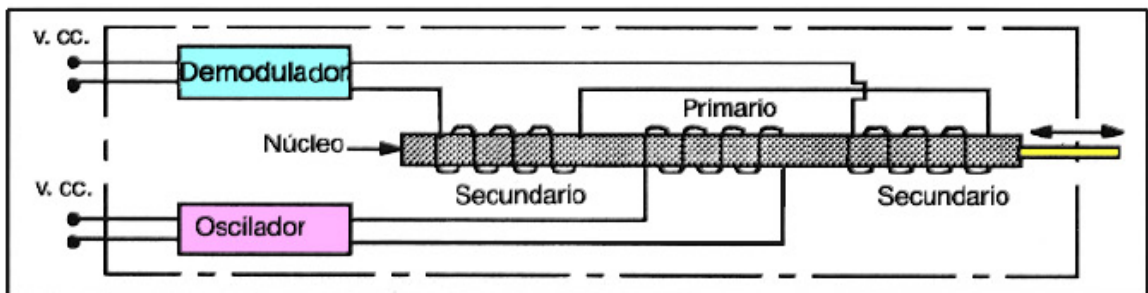 v. cc.
Demodulador
Primario
Núcleo
Secundario
Secundario
v. cc.
Oscilador